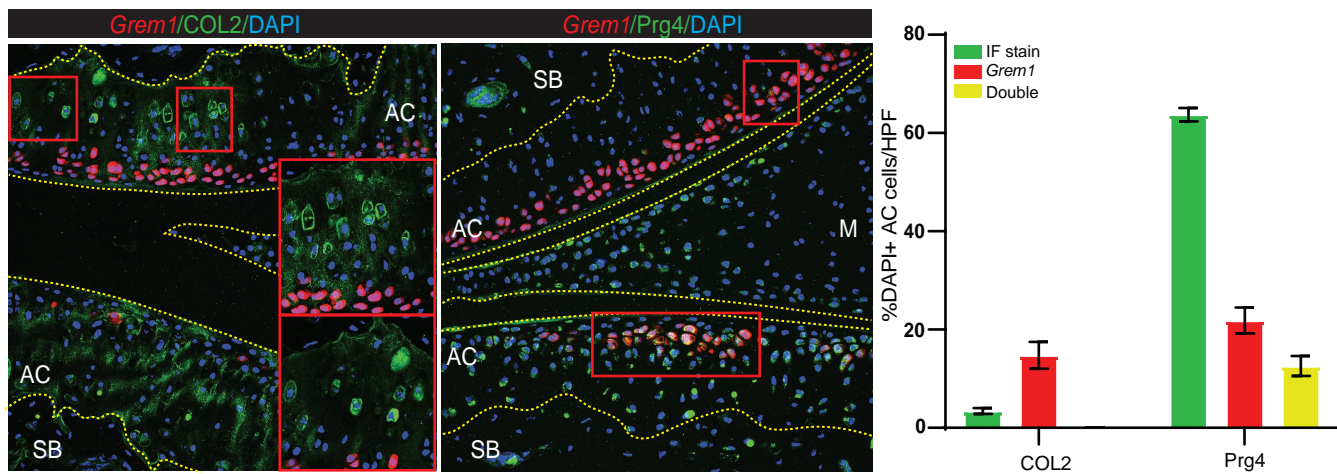 Grem1/COL2/DAPI
Grem1/Prg4/DAPI
AC
AC
SB
SB
AC
M
AC
SB
80
60
40
20
0
%DAPI+ AC cells/HPF
IF stain
Grem1
Double
COL2
Prg4